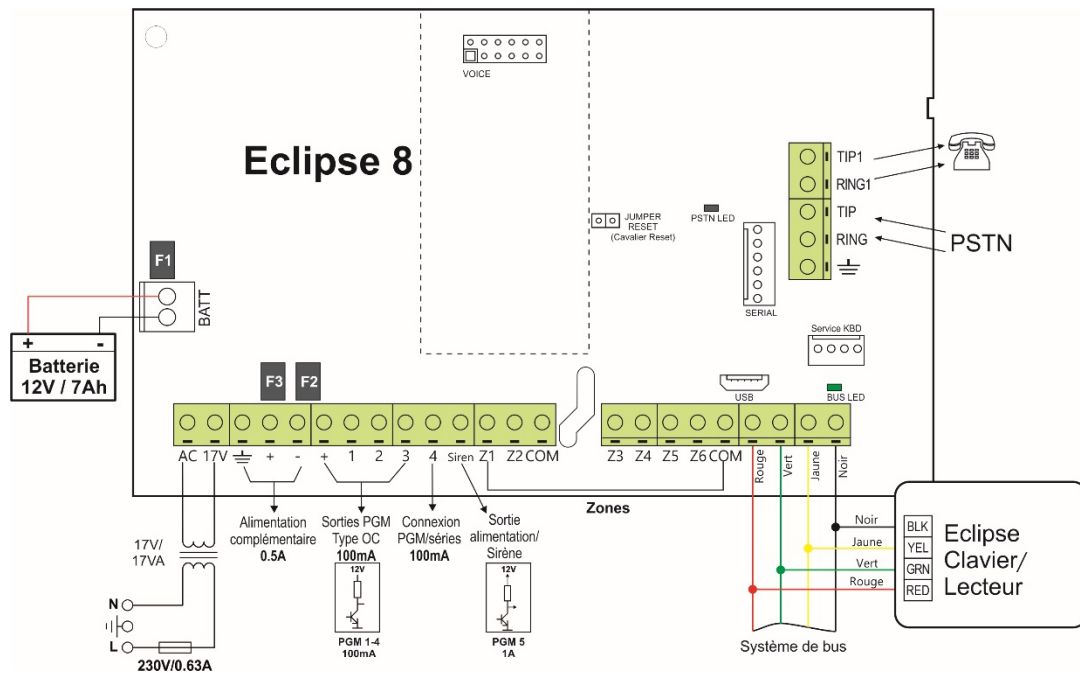 VOICE
Eclipse 8
JUMPER
RESET
(Cavalier Reset)
PSTN LED
TIP1
RING1
TIP
RING
PSTN
SERIAL
Service KBD
F1
BATT
+ -
Batterie
12V / 7Ah
F3 F2
USB
BUS LED
AC 17V + - + 1 2 3 4 Siren Z1 Z2 COM
Z3 Z4 Z5 Z6 COM
Rouge
Vert
Jaune
Noir
Zones
Alimentation
complémentaire
0.5A
Sorties PGM
Type OC
100mA
12V
PGM 1-4
100mA
Connexion
PGM/séries
100mA
Sortie
alimentation/
Sirène
12V
PGM 5
1A
17V/
17VA
N
L
230V/0.63A
Noir
Jaune
Vert
Rouge
BLK
YEL
GRN
RED
Eclipse
Clavier/
Lecteur
Système de bus